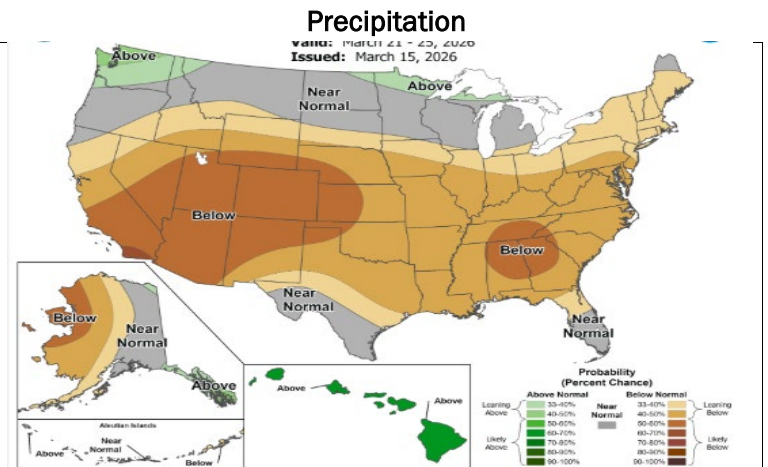 Precipitation
Valid: March 21 - 25, 2026
Issued: March 15, 2026
Above
Near
Normal
Above
Below
Below
Near
Normal
Near
Normal
Below
Near
Normal
Above
Above
Above
Aleutian Islands
Above
Near
Normal
Below
Probability
(Percent Chance)
Above Normal
Below Normal
Leaning
Above
Likely
Above
33-40%
40-50%
50-60%
60-70%
70-80%
80-90%
90-100%
Near
Normal
33-40%
40-50%
50-60%
60-70%
70-80%
80-90%
90-100%
Leaning
Below
Likely
Below